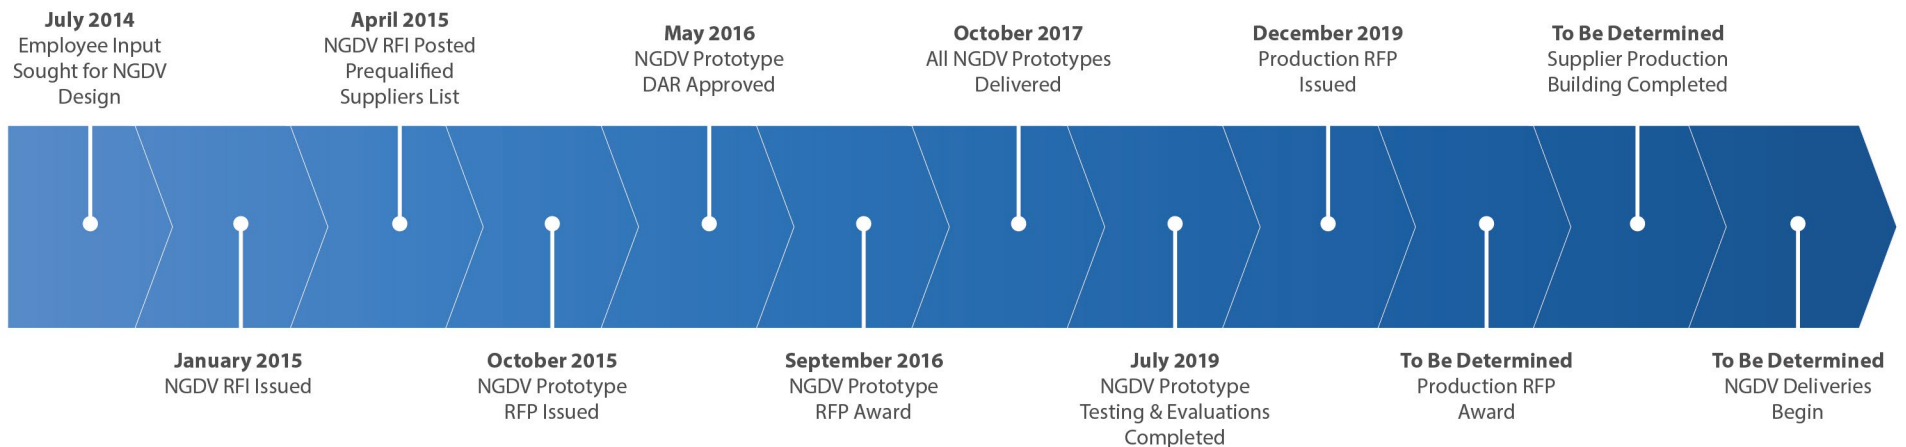 July 2014
Employee Input
Sought for NGDV
Design
January 2015
NGDV RFI Issued
April 2015
NGDV RFI Posted
Prequalified
Suppliers List
October 2015
NGDV Prototype
RFP Issued
May 2016
NGDV Prototype
DAR Approved
September 2016
NGDV Prototype
RFP Award
October 2017
All NGDV Prototypes
Delivered
July 2019
NGDV Prototype
Testing & Evaluations
Completed
December 2019
Production RFP
Issued
To Be Determined
Production RFP
Award
To Be Determined
Supplier Production
Building Completed
To Be Determined
NGDV Deliveries
Begin